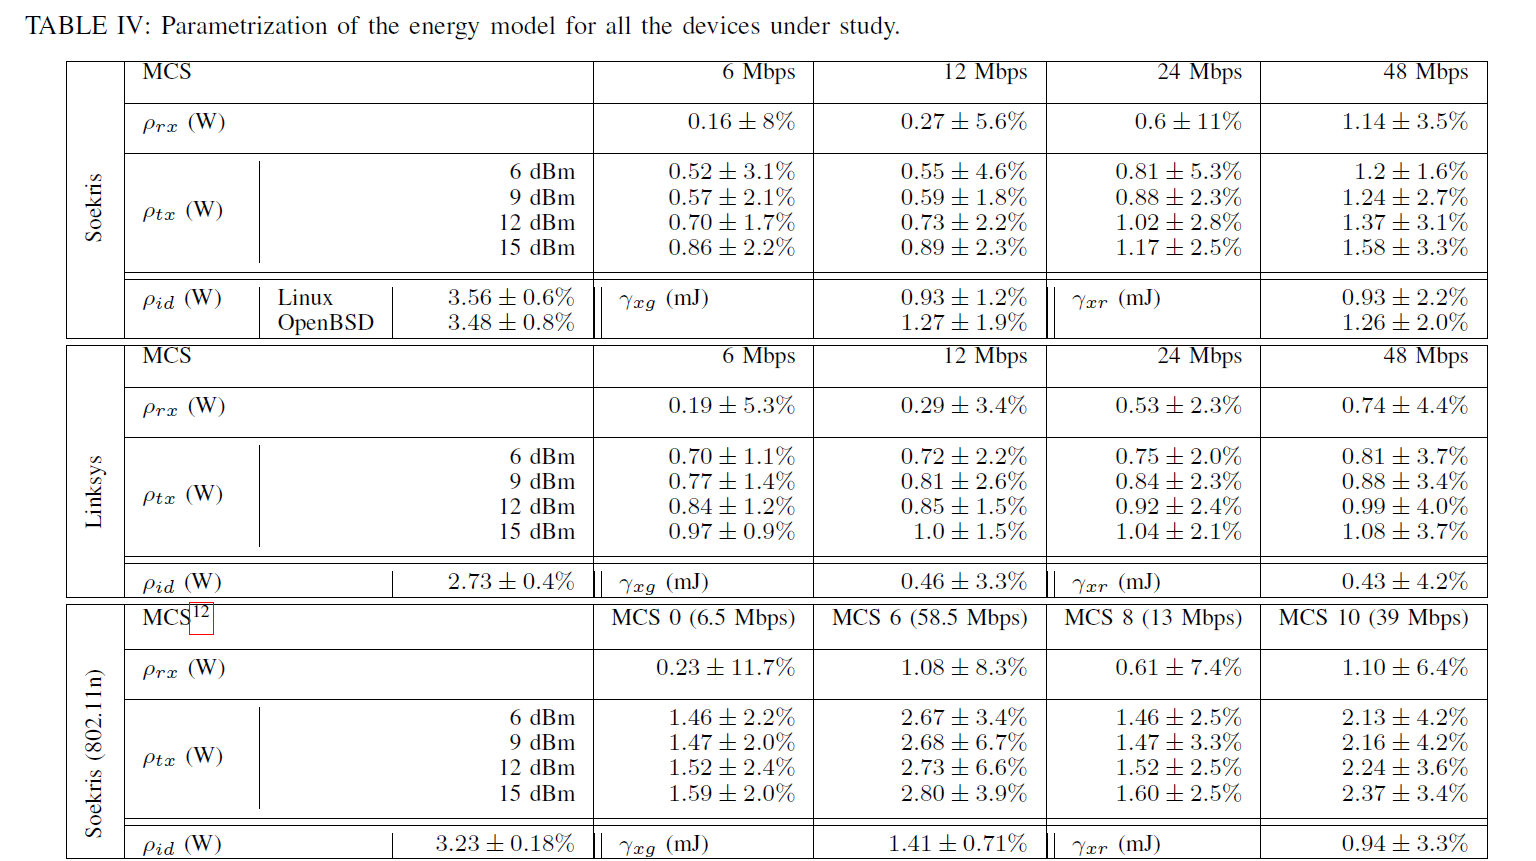 TABLE IV: Parametrization of the energy model for all the devices under study.
Soekris
MCS 6 Mbps 12 Mbps 24 Mbps 48 Mbps
ρrx (W) 0.16 ± 8% 0.27 ± 5.6% 0.6 ± 11% 1.14 ± 3.5%
ρtx (W)
6 dBm 0.52 ± 3.1% 0.55 ± 4.6% 0.81 ± 5.3% 1.2 ± 1.6%
9 dBm 0.57 ± 2.1% 0.59 ± 1.8% 0.88 ± 2.3% 1.24 ± 2.7%
12 dBm 0.70 ± 1.7% 0.73 ± 2.2% 1.02 ± 2.8% 1.37 ± 3.1%
15 dBm 0.86 ± 2.2% 0.89 ± 2.3% 1.17 ± 2.5% 1.58 ± 3.3%
ρid (W) Linux 3.56 ± 0.6% γxg (mJ) 0.93 ± 1.2% γxr (mJ) 0.93 ± 2.2%
OpenBSD 3.48 ± 0.8% 1.27 ± 1.9% 1.26 ± 2.0%
Linksys
MCS 6 Mbps 12 Mbps 24 Mbps 48 Mbps
ρrx (W) 0.19 ± 5.3% 0.29 ± 3.4% 0.53 ± 2.3% 0.74 ± 4.4%
ρtx (W)
6 dBm 0.70 ± 1.1% 0.72 ± 2.2% 0.75 ± 2.0% 0.81 ± 3.7%
9 dBm 0.77 ± 1.4% 0.81 ± 2.6% 0.84 ± 2.3% 0.88 ± 3.4%
12 dBm 0.84 ± 1.2% 0.85 ± 1.5% 0.92 ± 2.4% 0.99 ± 4.0%
15 dBm 0.97 ± 0.9% 1.0 ± 1.5% 1.04 ± 2.1% 1.08 ± 3.7%
ρid (W) 2.73 ± 0.4% γxg (mJ) 0.46 ± 3.3% γxr (mJ) 0.43 ± 4.2%
Soekris (802.11n)
MCS12 MCS 0 (6.5 Mbps) MCS 6 (58.5 Mbps) MCS 8 (13 Mbps) MCS 10 (39 Mbps)
ρrx (W) 0.23 ± 11.7% 1.08 ± 8.3% 0.61 ± 7.4% 1.10 ± 6.4%
ρtx (W)
6 dBm 1.46 ± 2.2% 2.67 ± 3.4% 1.46 ± 2.5% 2.13 ± 4.2%
9 dBm 1.47 ± 2.0% 2.68 ± 6.7% 1.47 ± 3.3% 2.16 ± 4.2%
12 dBm 1.52 ± 2.4% 2.73 ± 6.6% 1.52 ± 2.5% 2.24 ± 3.6%
15 dBm 1.59 ± 2.0% 2.80 ± 3.9% 1.60 ± 2.5% 2.37 ± 3.4%
ρid (W) 3.23 ± 0.18% γxg (mJ) 1.41 ± 0.71% γxr (mJ) 0.94 ± 3.3%